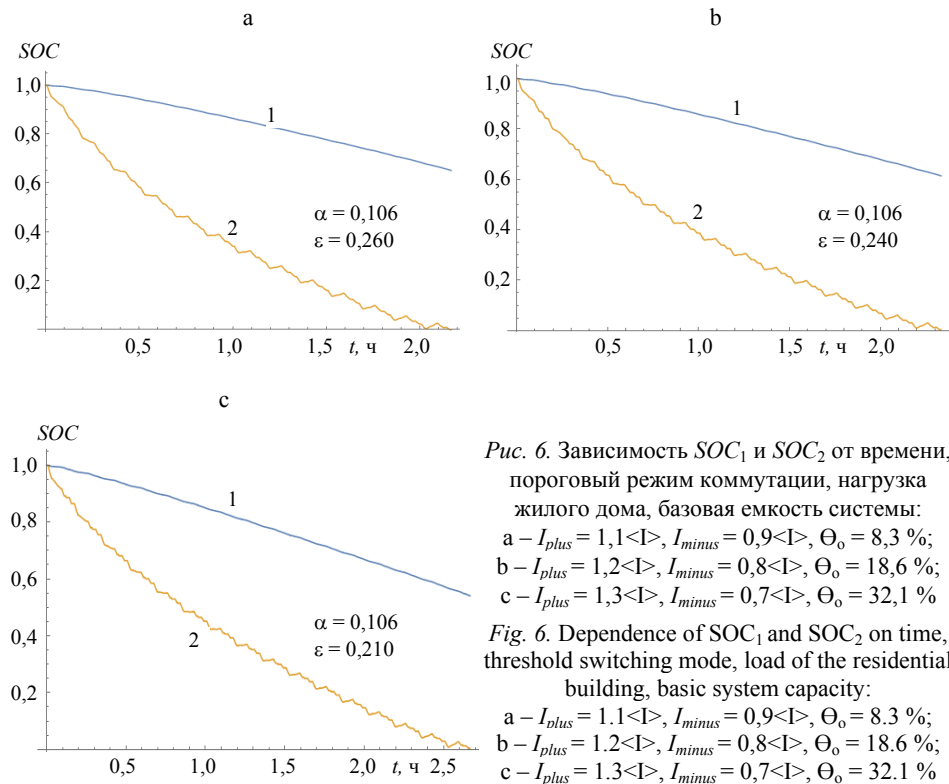 a
SOC
1,0
0,8
0,6
0,4
0,2
1
2
α = 0,106
ε = 0,260
0,5 1,0 1,5 t, ч 2,0
b
SOC
1,0
0,8
0,6
0,4
0,2
1
2
α = 0,106
ε = 0,240
0,5 1,0 1,5 t, ч 2,0
c
SOC
1,0
0,8
0,6
0,4
0,2
1
2
α = 0,106
ε = 0,210
0,5 1,0 1,5 2,0 t, ч 2,5
Рис. 6. Зависимость SOC₁ и SOC₂ от времени,
пороговый режим коммутации, нагрузка
жилого дома, базовая емкость системы:
a – Iplus = 1,1<I>, Iminus = 0,9<I>, Ѳo = 8,3 %;
b – Iplus = 1,2<I>, Iminus = 0,8<I>, Ѳo = 18,6 %;
c – Iplus = 1,3<I>, Iminus = 0,7<I>, Ѳo = 32,1 %
Fig. 6. Dependence of SOC₁ and SOC₂ on time,
threshold switching mode, load of the residential
building, basic system capacity:
a – Iplus = 1.1<I>, Iminus = 0,9<I>, Ѳo = 8.3 %;
b – Iplus = 1.2<I>, Iminus = 0,8<I>, Ѳo = 18.6 %;
c – Iplus = 1.3<I>, Iminus = 0,7<I>, Ѳo = 32.1 %